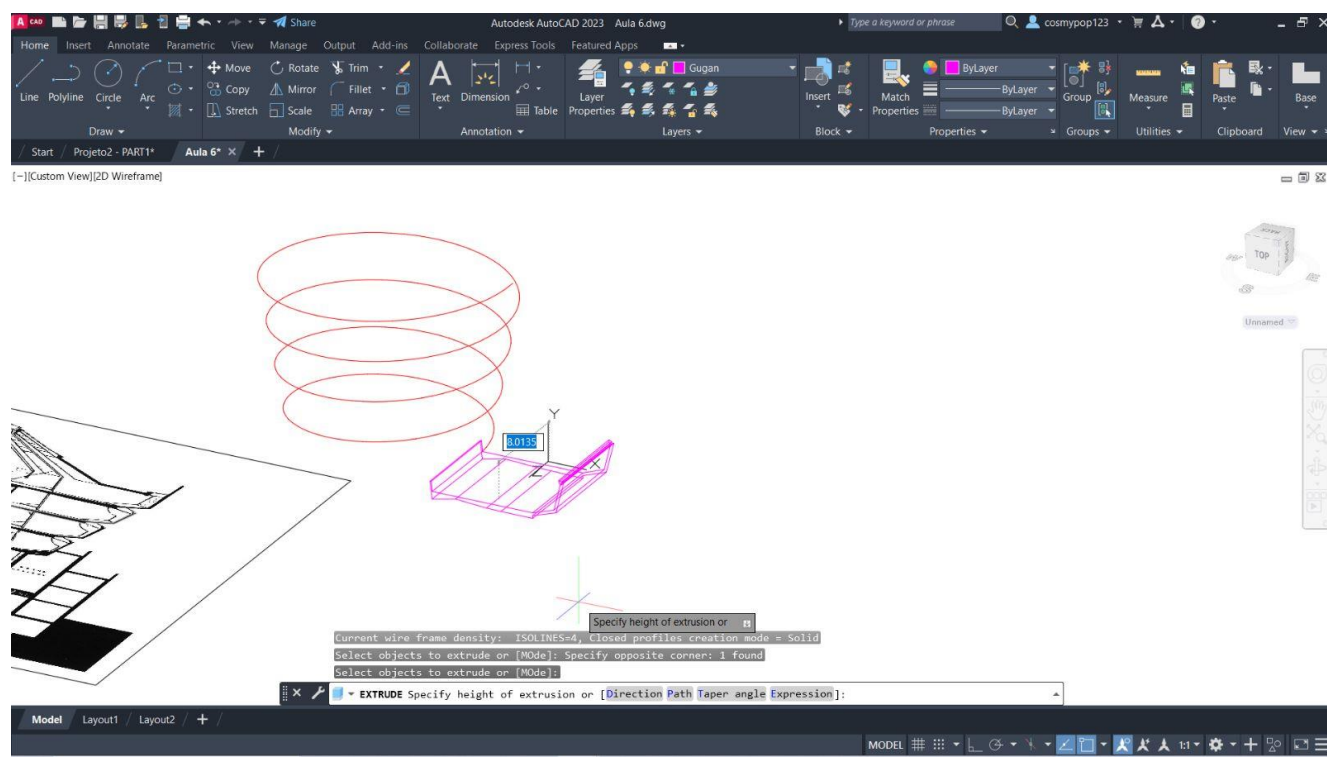 A CAD Share Autodesk AutoCAD 2023 Aula 6.dwg Type a keyword or phrase cosmypop123
Home Insert Annotate Parametric View Manage Output Add-ins Collaborate Express Tools Featured Apps
Move Rotate Trim Gugan ByLayer
Copy Mirror Fillet ByLayer
Line Polyline Circle Arc Text Dimension Layer Properties Insert Match Properties Group Measure Paste Base
Stretch Scale Array Table ByLayer
Draw Modify Annotation Layers Block Properties Groups Utilities Clipboard View
Start Projeto2 - PART1* Aula 6* × +
[−][Custom View][2D Wireframe]
TOP
Unnamed
Y
8.0135
X
Z
Specify height of extrusion or
Current wire frame density: ISOLINES=4, Closed profiles creation mode = Solid
Select objects to extrude or [MOde]: Specify opposite corner: 1 found
Select objects to extrude or [MOde]:
EXTRUDE Specify height of extrusion or [Direction Path Taper angle Expression]:
Model Layout1 Layout2 +
MODEL 1:1